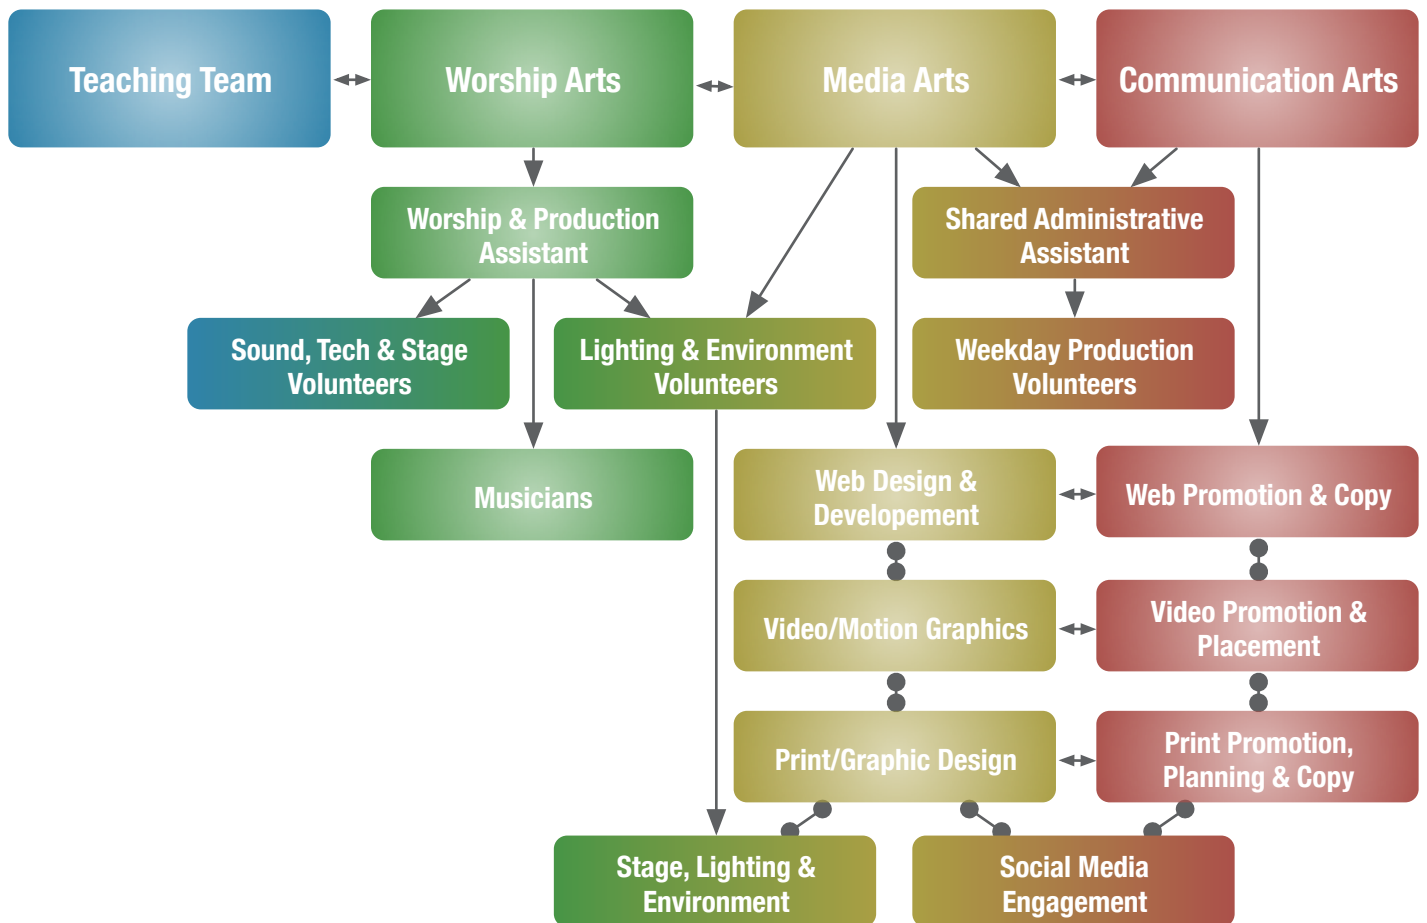 Teaching Team
Worship Arts
Media Arts
Communication Arts
Worship & Production
Assistant
Shared Administrative
Assistant
Sound, Tech & Stage
Volunteers
Lighting & Environment
Volunteers
Weekday Production
Volunteers
Musicians
Web Design &
Developement
Web Promotion & Copy
Video/Motion Graphics
Video Promotion &
Placement
Print/Graphic Design
Print Promotion,
Planning & Copy
Stage, Lighting &
Environment
Social Media
Engagement